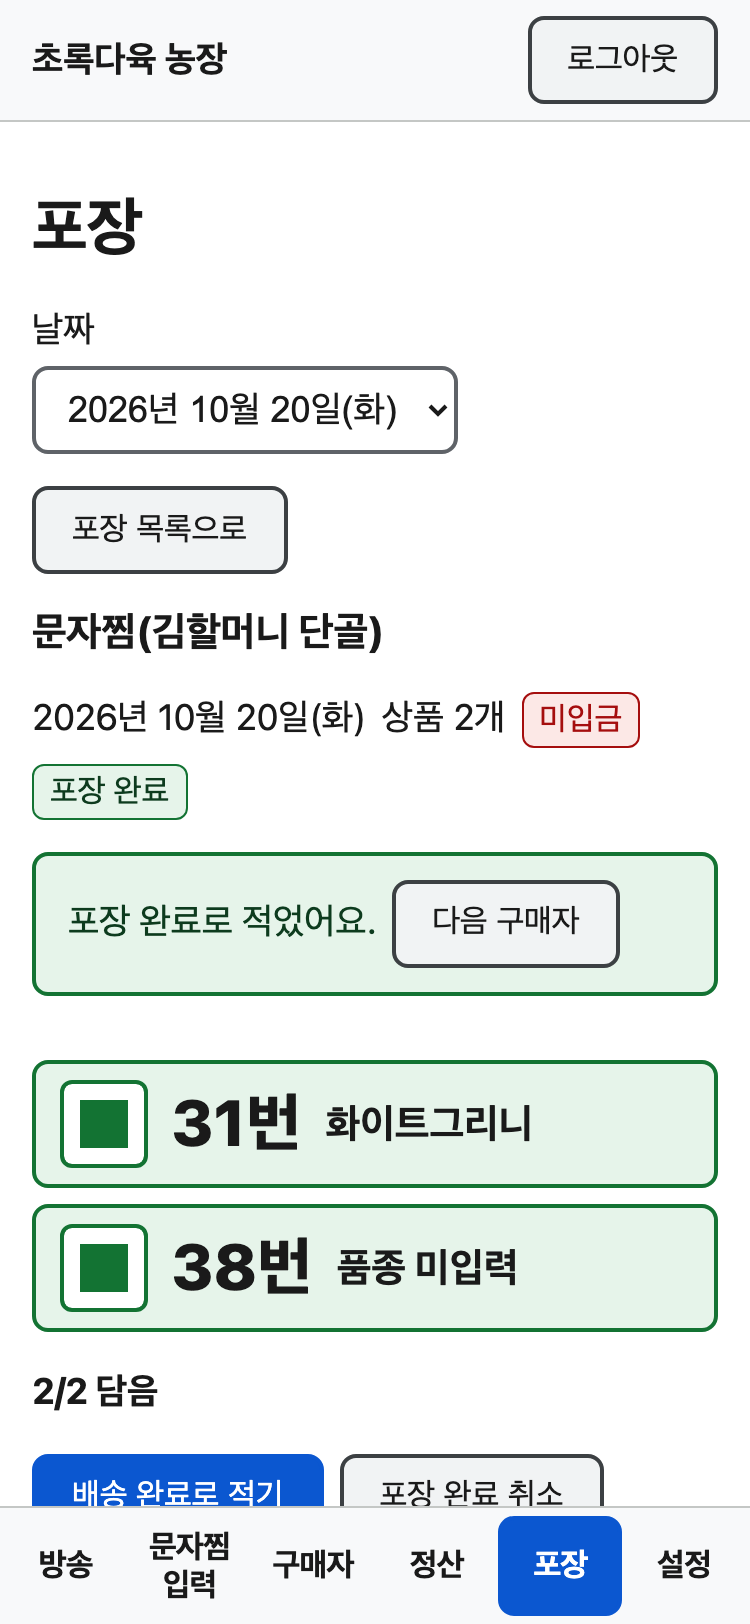 초록다육 농장
로그아웃
포장
날짜
2026년 10월 20일(화)
포장 목록으로
문자찜(김할머니 단골)
2026년 10월 20일(화) 상품 2개 미입금
포장 완료
포장 완료로 적었어요. 다음 구매자
31번 화이트그리니
38번 품종 미입력
2/2 담음
배송 완료로 적기 포장 완료 취소
방송 문자찜 입력 구매자 정산 포장 설정